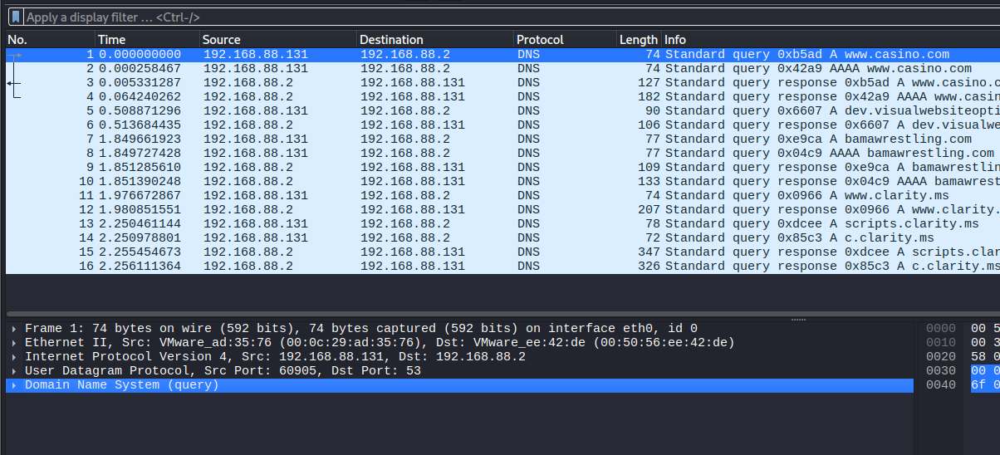 Apply a display filter … <Ctrl-/>
No. Time Source Destination Protocol Length Info
1 0.000000000 192.168.88.131 192.168.88.2 DNS 74 Standard query 0xb5ad A www.casino.com
2 0.000258467 192.168.88.131 192.168.88.2 DNS 74 Standard query 0x42a9 AAAA www.casino.com
3 0.005331287 192.168.88.2 192.168.88.131 DNS 127 Standard query response 0xb5ad A www.casino.c
4 0.064240262 192.168.88.2 192.168.88.131 DNS 182 Standard query response 0x42a9 AAAA www.casin
5 0.508871296 192.168.88.131 192.168.88.2 DNS 90 Standard query 0x6607 A dev.visualwebsiteopti
6 0.513684435 192.168.88.2 192.168.88.131 DNS 106 Standard query response 0x6607 A dev.visualwe
7 1.849661923 192.168.88.131 192.168.88.2 DNS 77 Standard query 0xe9ca A bamawrestling.com
8 1.849727428 192.168.88.131 192.168.88.2 DNS 77 Standard query 0x04c9 AAAA bamawrestling.com
9 1.851285610 192.168.88.2 192.168.88.131 DNS 109 Standard query response 0xe9ca A bamawrestlin
10 1.851390248 192.168.88.2 192.168.88.131 DNS 133 Standard query response 0x04c9 AAAA bamawrest
11 1.976672867 192.168.88.131 192.168.88.2 DNS 74 Standard query 0x0966 A www.clarity.ms
12 1.980851551 192.168.88.2 192.168.88.131 DNS 207 Standard query response 0x0966 A www.clarity.
13 2.250461144 192.168.88.131 192.168.88.2 DNS 78 Standard query 0xdcee A scripts.clarity.ms
14 2.250978801 192.168.88.131 192.168.88.2 DNS 72 Standard query 0x85c3 A c.clarity.ms
15 2.255454673 192.168.88.2 192.168.88.131 DNS 347 Standard query response 0xdcee A scripts.clar
16 2.256111364 192.168.88.2 192.168.88.131 DNS 326 Standard query response 0x85c3 A c.clarity.ms
Frame 1: 74 bytes on wire (592 bits), 74 bytes captured (592 bits) on interface eth0, id 0
Ethernet II, Src: VMware_ad:35:76 (00:0c:29:ad:35:76), Dst: VMware_ee:42:de (00:50:56:ee:42:de)
Internet Protocol Version 4, Src: 192.168.88.131, Dst: 192.168.88.2
User Datagram Protocol, Src Port: 60905, Dst Port: 53
Domain Name System (query)
0000 00 5
0010 00 3
0020 58 0
0030 00 0
0040 6f 0